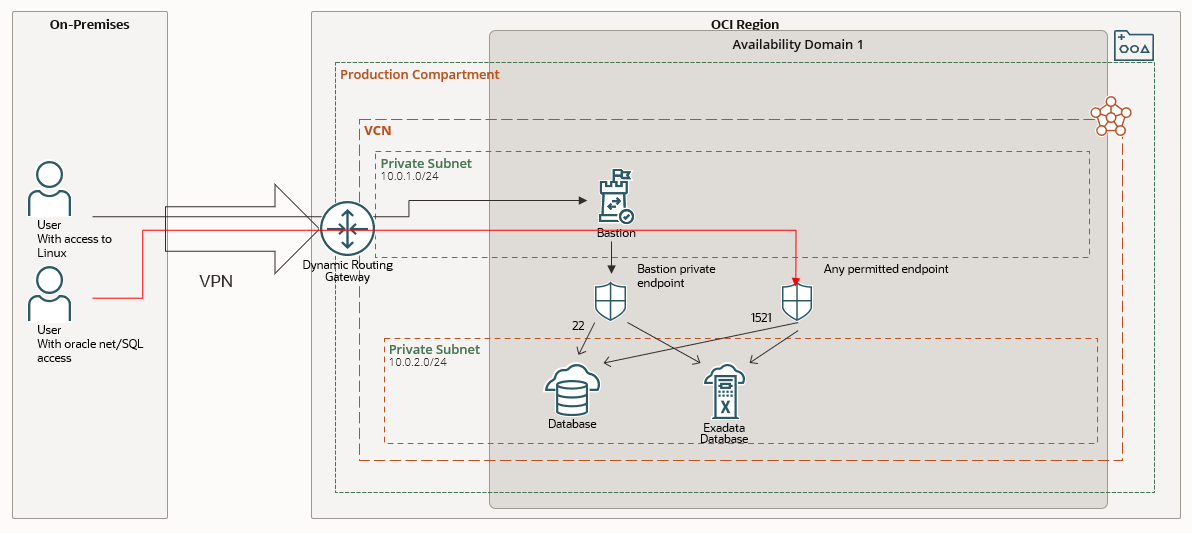 On-Premises
OCI Region
Availability Domain 1
Production Compartment
VCN
Private Subnet
10.0.1.0/24
User
With access to
Linux
Bastion
Dynamic Routing
Gateway
VPN
Bastion private
endpoint
Any permitted endpoint
User
With oracle net/SQL
access
22
1521
Private Subnet
10.0.2.0/24
Database
X
Exadata
Database